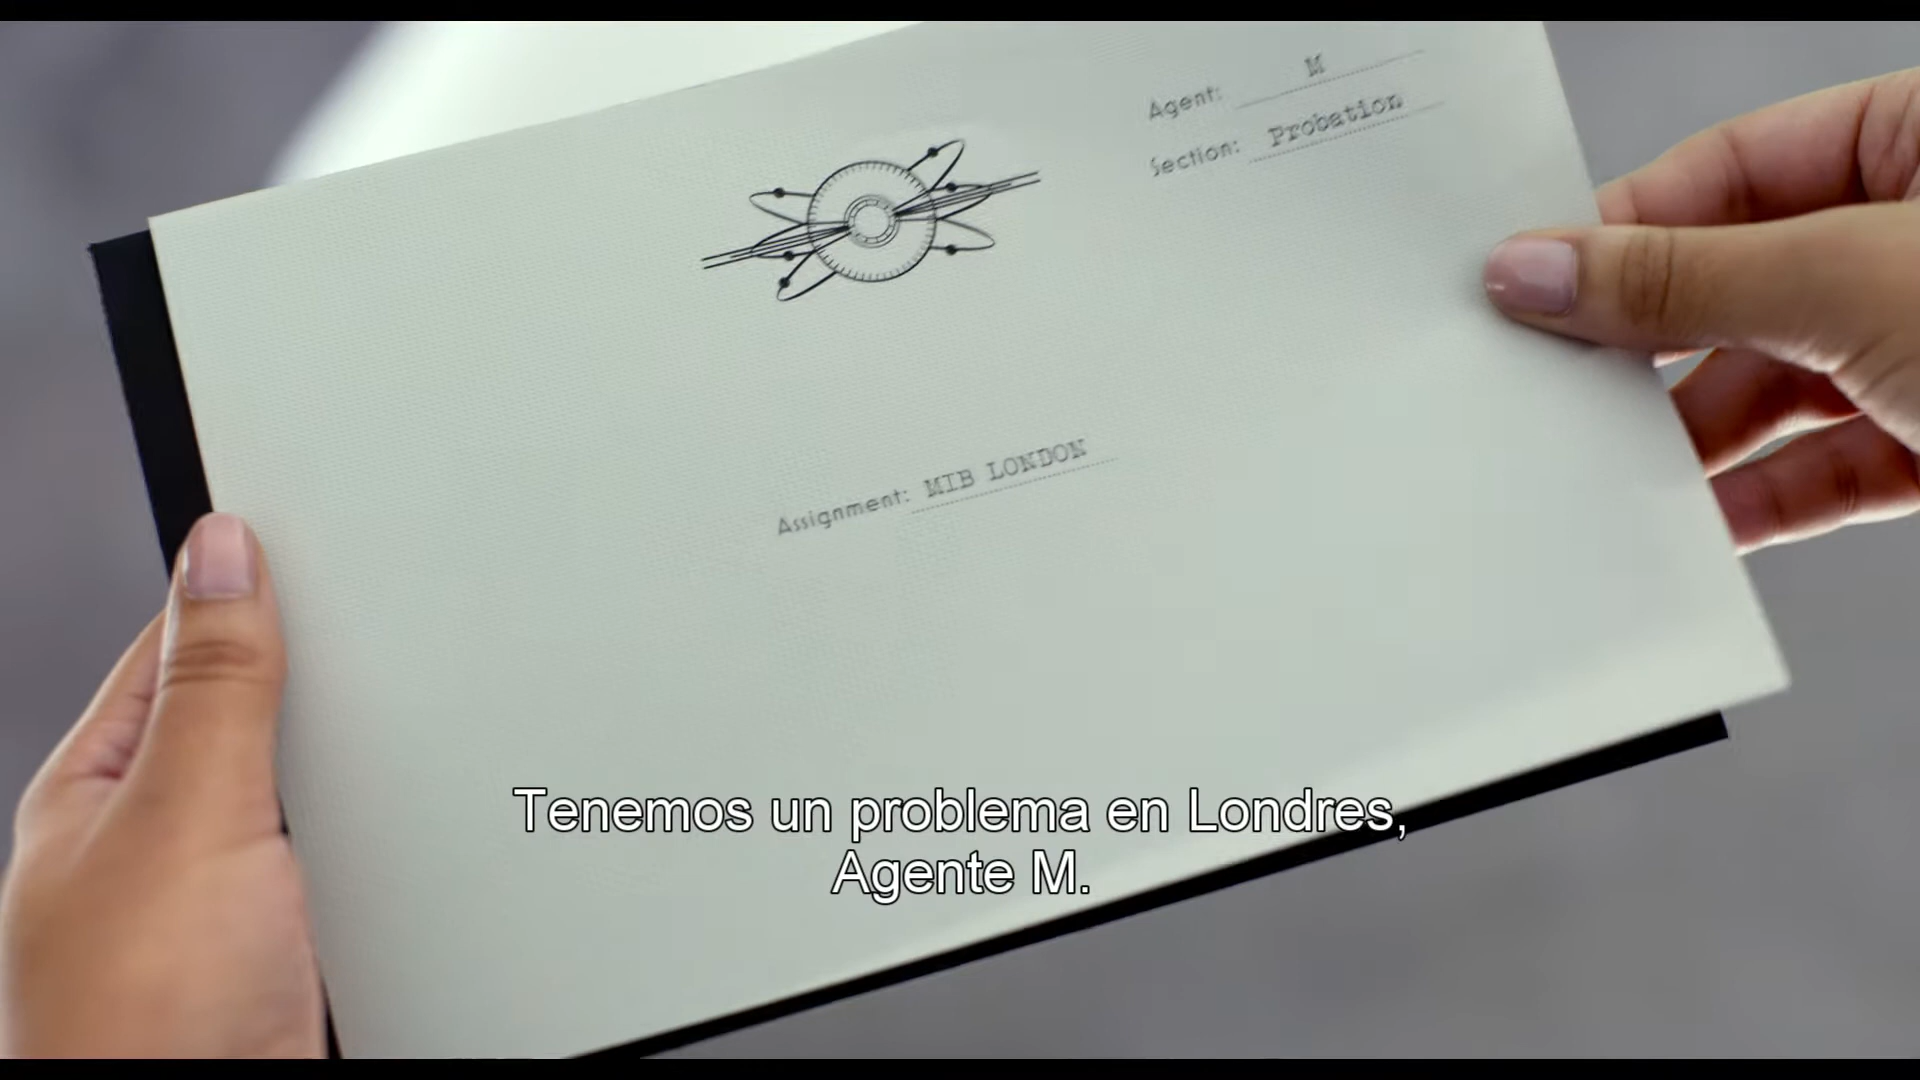 Agent: M
Section: Probation
Assignment: MIB LONDON
Tenemos un problema en Londres,
Agente M.